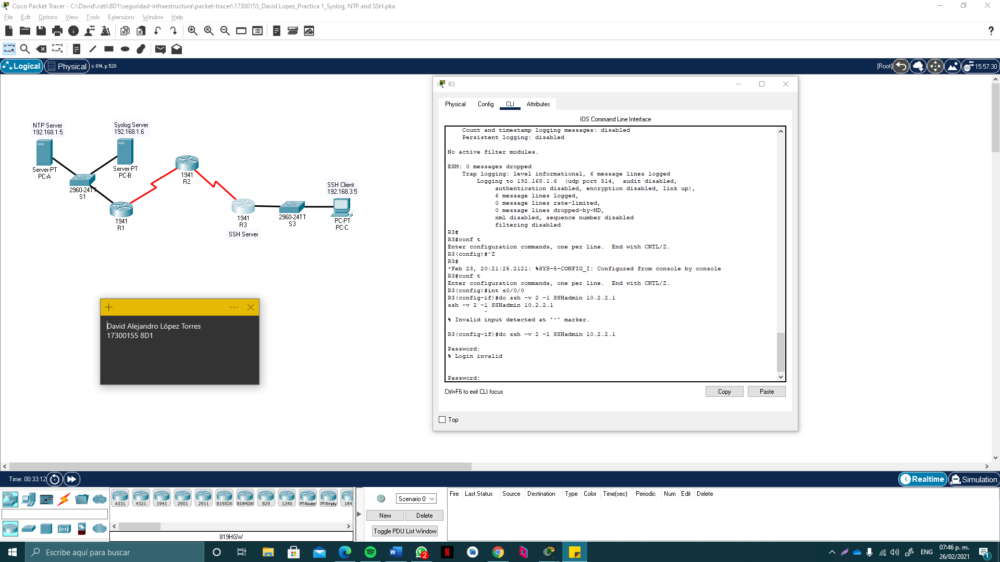 Cisco Packet Tracer - C:\David\ceti\8D1\seguridad-infraestructura\packet-tracer\17300155_David Lopez_Practica 1_Syslog, NTP and SSH.pka
File Edit Options View Tools Extensions Window Help
Logical Physical x: 814, y: 520 [Root] 15:57:30
NTP Server
192.168.1.5
Syslog Server
192.168.1.6
Server-PT
PC-A
Server-PT
PC-B
2960-24TT
S1
1941
R1
1941
R2
1941
R3
SSH Server
2960-24TT
S3
SSH Client
192.168.3.5
PC-PT
PC-C
David Alejandro López Torres
17300155 8D1
R3
Physical Config CLI Attributes
IOS Command Line Interface
Count and timestamp logging messages: disabled
Persistent logging: disabled
No active filter modules.
ESM: 0 messages dropped
Trap logging: level informational, 6 message lines logged
Logging to 192.168.1.6 (udp port 514, audit disabled,
authentication disabled, encryption disabled, link up),
6 message lines logged,
0 message lines rate-limited,
0 message lines dropped-by-MD,
xml disabled, sequence number disabled
filtering disabled
R3#
R3#conf t
Enter configuration commands, one per line. End with CNTL/Z.
R3(config)#^Z
R3#
*Feb 23, 20:21:25.2121: %SYS-5-CONFIG_I: Configured from console by console
R3#conf t
Enter configuration commands, one per line. End with CNTL/Z.
R3(config)#int s0/0/0
R3(config-if)#do ssh -v 2 -l SSHadmin 10.2.2.1
ssh -v 2 -l SSHadmin 10.2.2.1
^
% Invalid input detected at '^' marker.
R3(config-if)#do ssh -v 2 -l SSHadmin 10.2.2.1
Password:
% Login invalid
Password:
Ctrl+F6 to exit CLI focus Copy Paste
Top
Time: 00:33:12 Realtime Simulation
4331 4321 1941 2901 2911 819IOX 819HGW 829 1240 PT-Router PT-Empty 184
819HGW
Scenario 0
New Delete
Toggle PDU List Window
Fire Last Status Source Destination Type Color Time(sec) Periodic Num Edit Delete
Escribe aquí para buscar
2
ENG
07:46 p. m.
26/02/2021
1